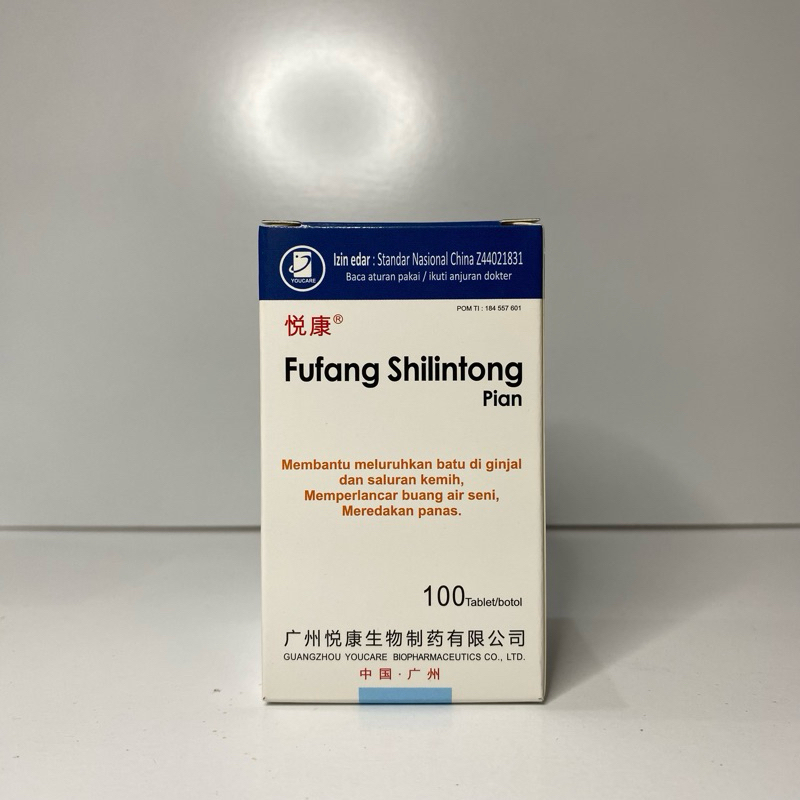 YOUCARE
Izin edar : Standar Nasional China Z44021831
Baca aturan pakai / ikuti anjuran dokter
POM TI : 184 557 601
悦康®
Fufang Shilintong
Pian
Membantu meluruhkan batu di ginjal
dan saluran kemih,
Memperlancar buang air seni,
Meredakan panas.
100Tablet/botol
广州悦康生物制药有限公司
GUANGZHOU YOUCARE BIOPHARMACEUTICS CO., LTD.
中国·广州